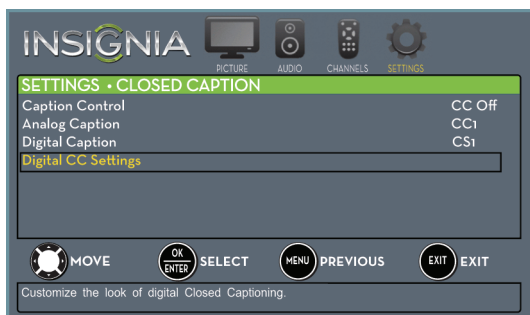 INSIGNIA
PICTURE AUDIO CHANNELS SETTINGS
SETTINGS • CLOSED CAPTION
Caption Control CC Off
Analog Caption CC1
Digital Caption CS1
Digital CC Settings
MOVE OK ENTER SELECT MENU PREVIOUS EXIT EXIT
Customize the look of digital Closed Captioning.